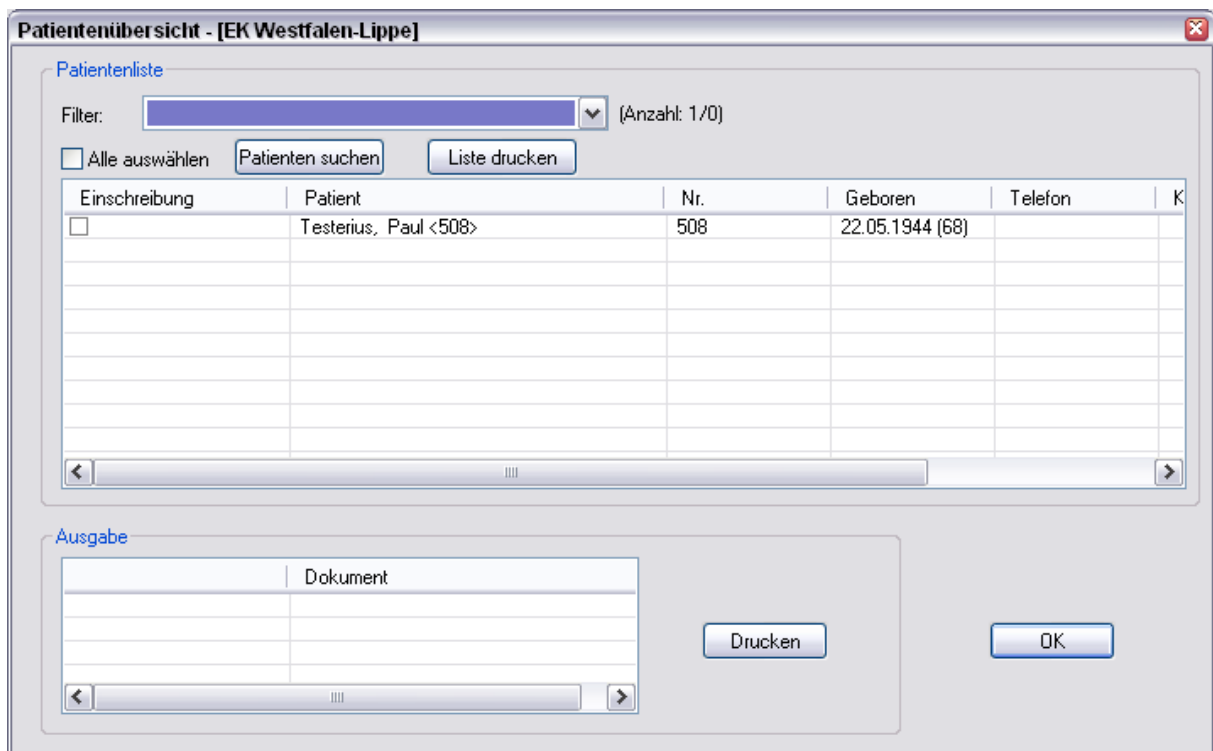 Patientenübersicht - [EK Westfalen-Lippe]
Patientenliste
Filter: (Anzahl: 1/0)
Alle auswählen Patienten suchen Liste drucken
Einschreibung Patient Nr. Geboren Telefon K
Testerius, Paul <508> 508 22.05.1944 (68)
Ausgabe
Dokument
Drucken OK